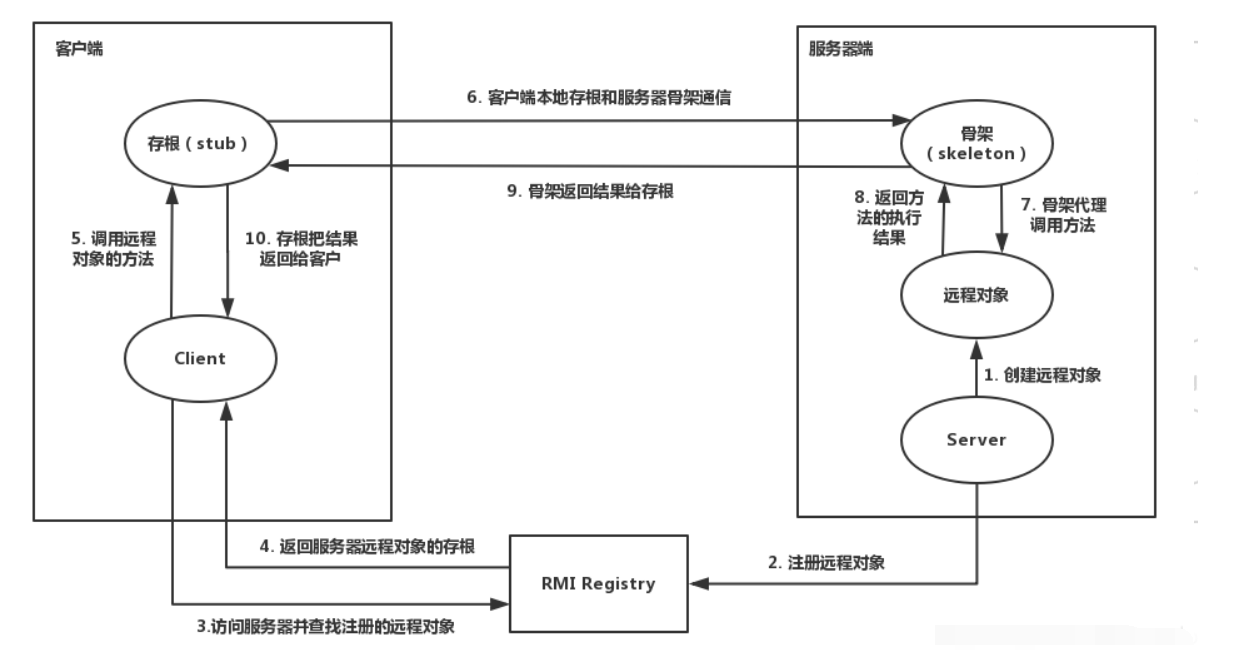 客户端
服务器端
6. 客户端本地存根和服务器骨架通信
存根（stub）
骨架
（skeleton）
9. 骨架返回结果给存根
5. 调用远程
对象的方法
10. 存根把结果
返回给客户
8. 返回方
法的执行
结果
7. 骨架代理
调用方法
远程对象
Client
1. 创建远程对象
Server
4. 返回服务器远程对象的存根
RMI Registry
2. 注册远程对象
3.访问服务器并查找注册的远程对象